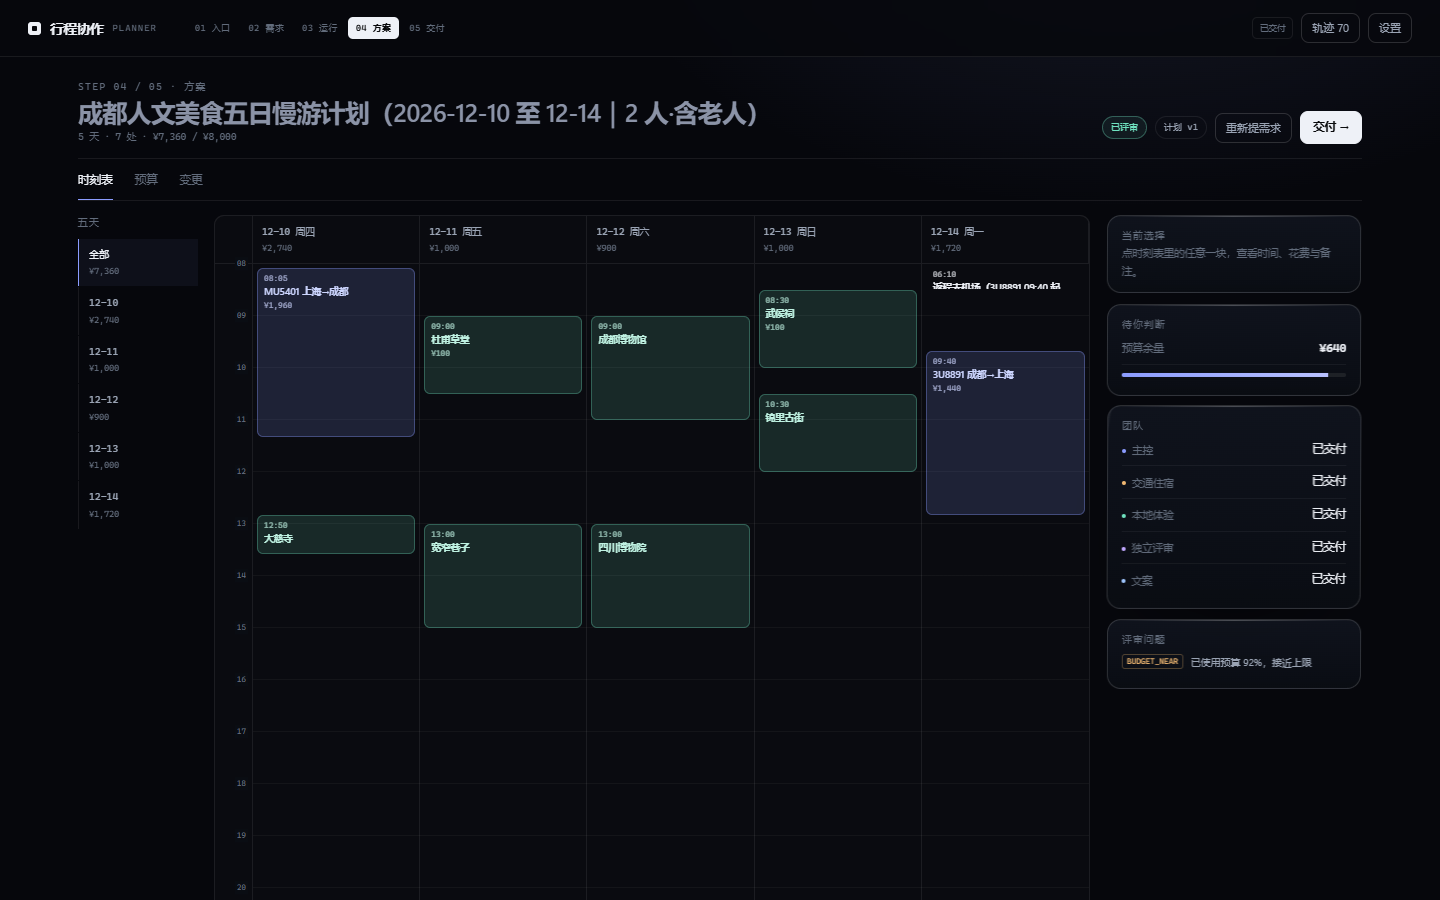 行程协作 PLANNER 01 入口 02 需求 03 运行 04 方案 05 交付 已交付 轨迹 70 设置
STEP 04 / 05 · 方案
成都人文美食五日慢游计划（2026-12-10 至 12-14｜2 人·含老人）
5 天 · 7 处 · ¥7,360 / ¥8,000
已评审 计划 v1 重新提需求 交付 →
时刻表 预算 变更
五天
全部
¥7,360
12-10
¥2,740
12-11
¥1,000
12-12
¥900
12-13
¥1,000
12-14
¥1,720
12-10 周四
¥2,740
12-11 周五
¥1,000
12-12 周六
¥900
12-13 周日
¥1,000
12-14 周一
¥1,720
08
09
10
11
12
13
14
15
16
17
18
19
20
08:05
MU5401 上海→成都
¥1,960
12:50
大慈寺
09:00
杜甫草堂
¥100
13:00
宽窄巷子
09:00
成都博物馆
13:00
四川博物院
08:30
武侯祠
¥100
10:30
锦里古街
06:10
返程去机场（3U8891 09:40 起
09:40
3U8891 成都→上海
¥1,440
当前选择
点时刻表里的任意一块，查看时间、花费与备
注。
待你判断
预算余量 ¥640
团队
主控 已交付
交通住宿 已交付
本地体验 已交付
独立评审 已交付
文案 已交付
评审问题
BUDGET_NEAR 已使用预算 92%，接近上限